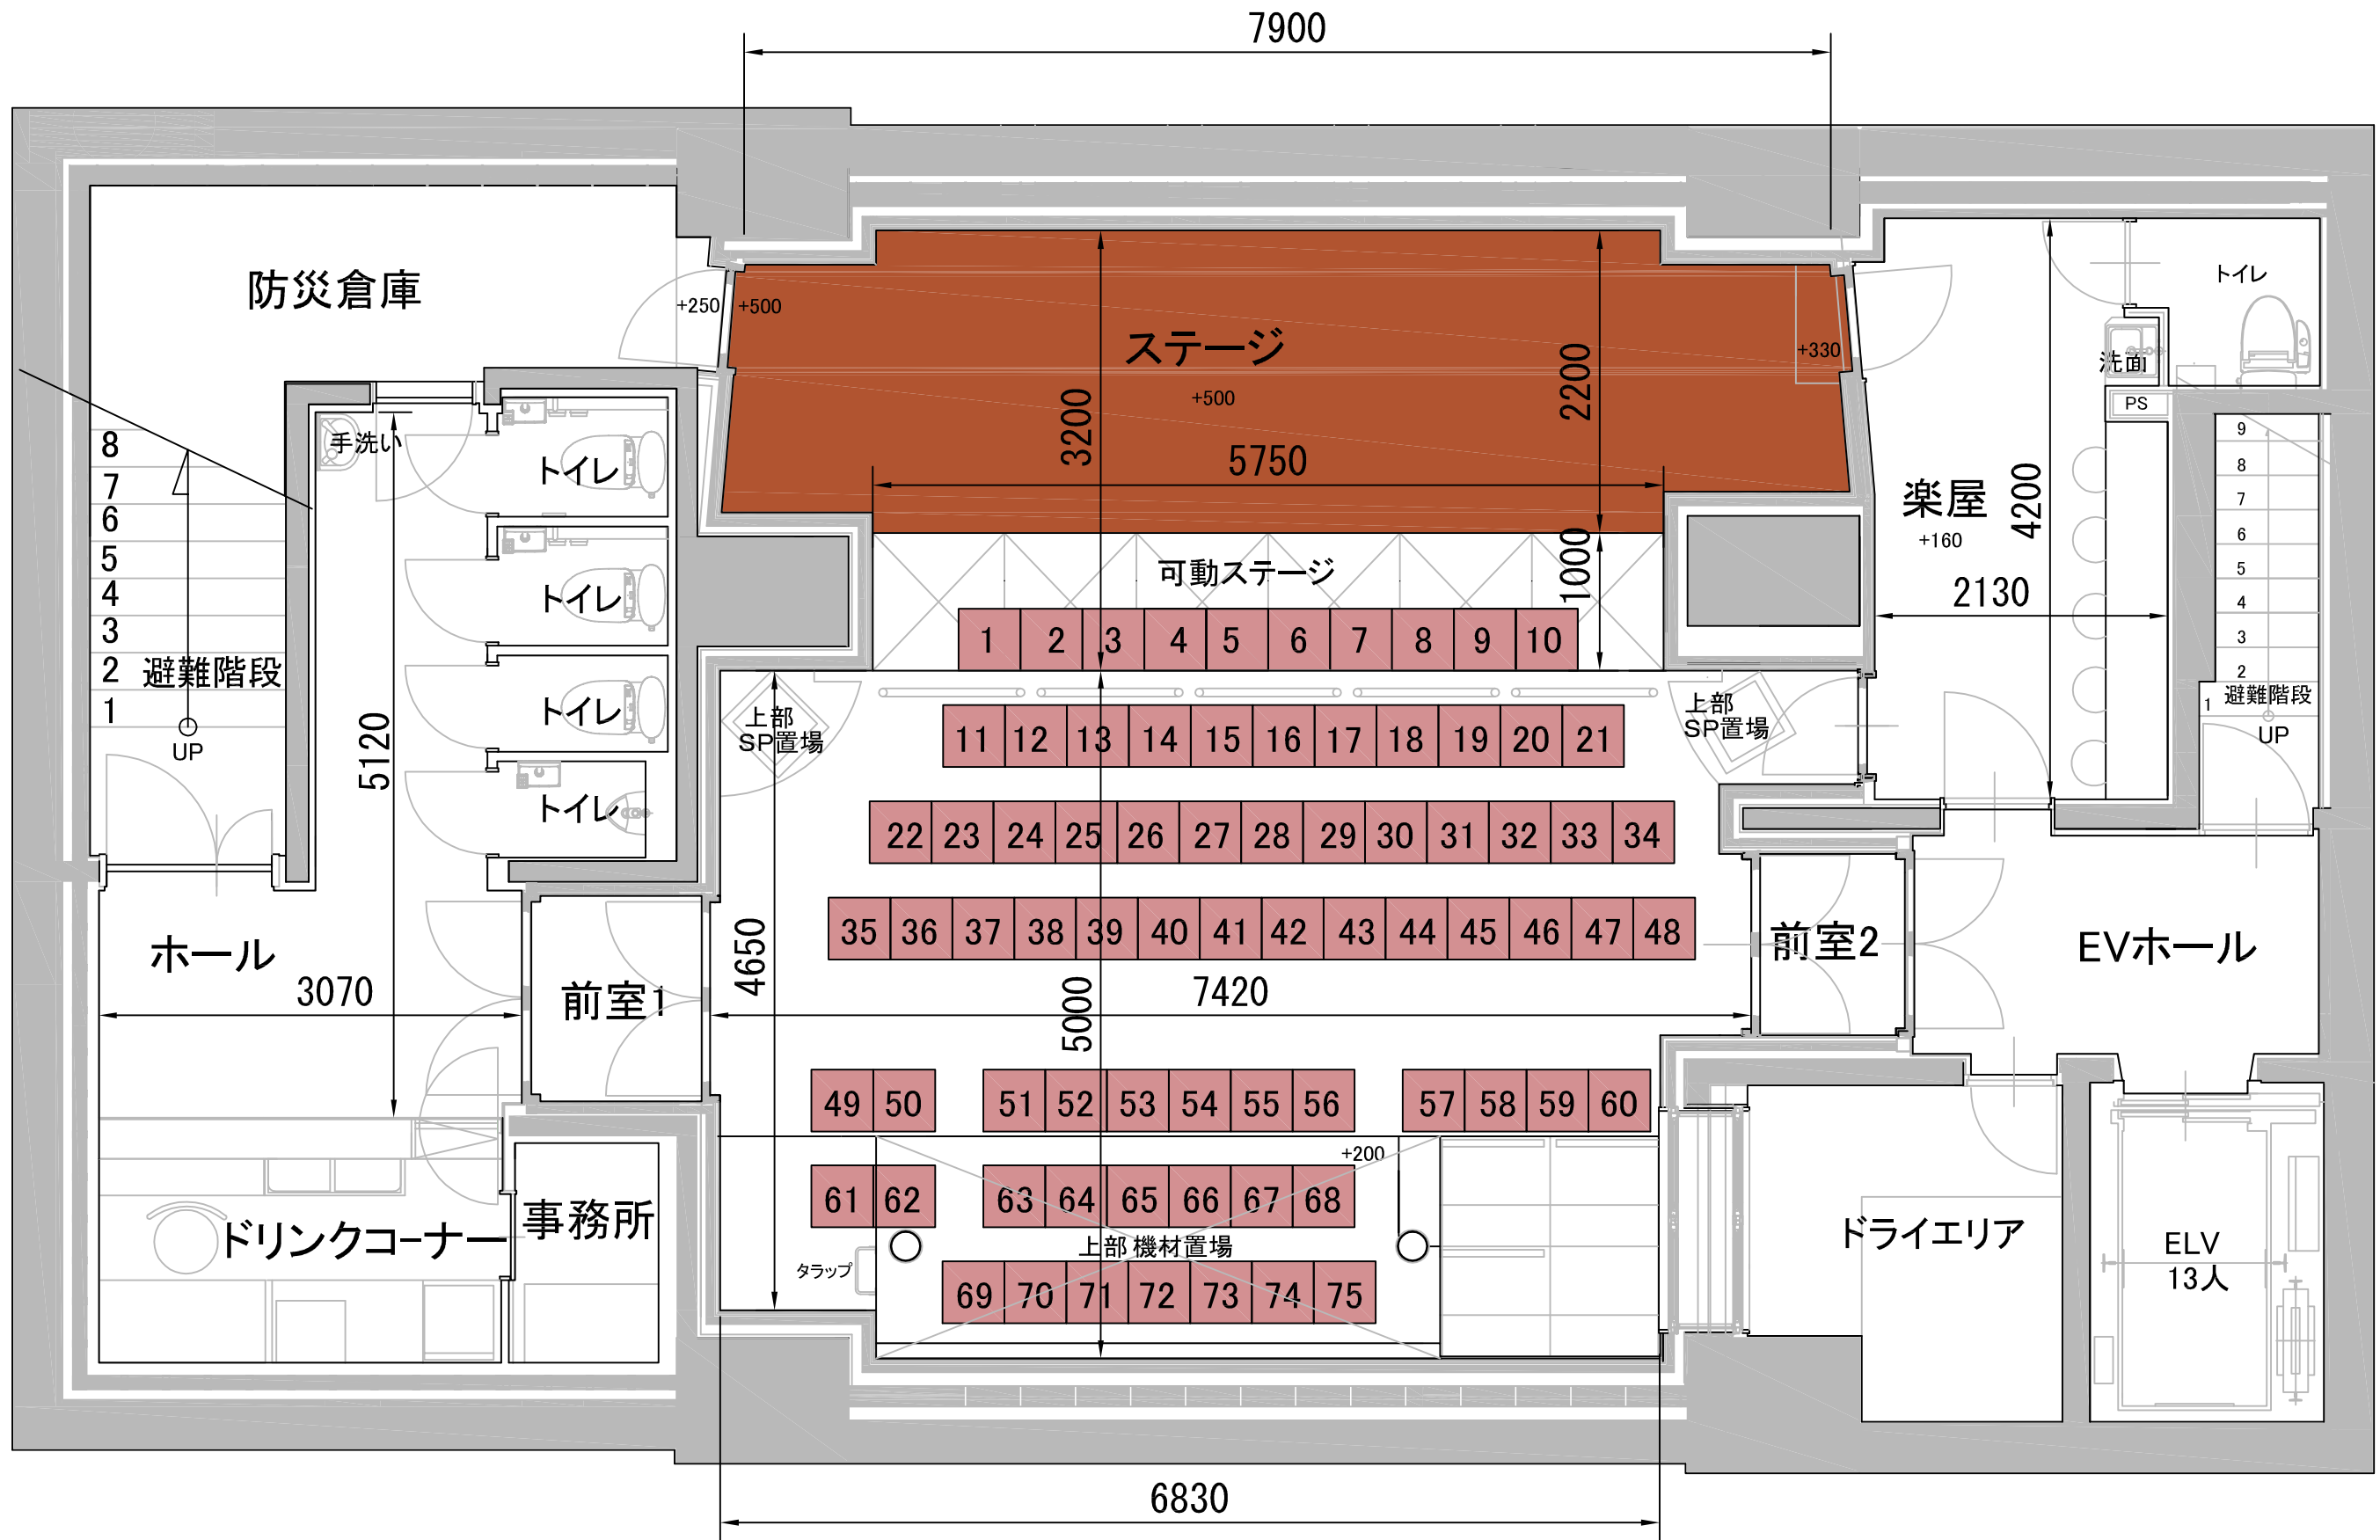 7900
防災倉庫
+250
+500
ステージ
+500
+330
3200
2200
5750
1000
可動ステージ
トイレ
洗面
PS
楽屋
+160
4200
2130
9
8
7
6
5
4
3
2
1
避難階段
UP
8
7
6
5
4
3
2
1
避難階段
UP
手洗い
トイレ
トイレ
トイレ
トイレ
5120
1 2 3 4 5 6 7 8 9 10
上部
SP置場
上部
SP置場
11 12 13 14 15 16 17 18 19 20 21
22 23 24 25 26 27 28 29 30 31 32 33 34
35 36 37 38 39 40 41 42 43 44 45 46 47 48
ホール
3070
前室1
4650
5000
7420
前室2
EVホール
49 50 51 52 53 54 55 56 57 58 59 60
+200
61 62 63 64 65 66 67 68
上部機材置場
タラップ
69 70 71 72 73 74 75
ドリンクコーナー
事務所
ドライエリア
ELV
13人
6830